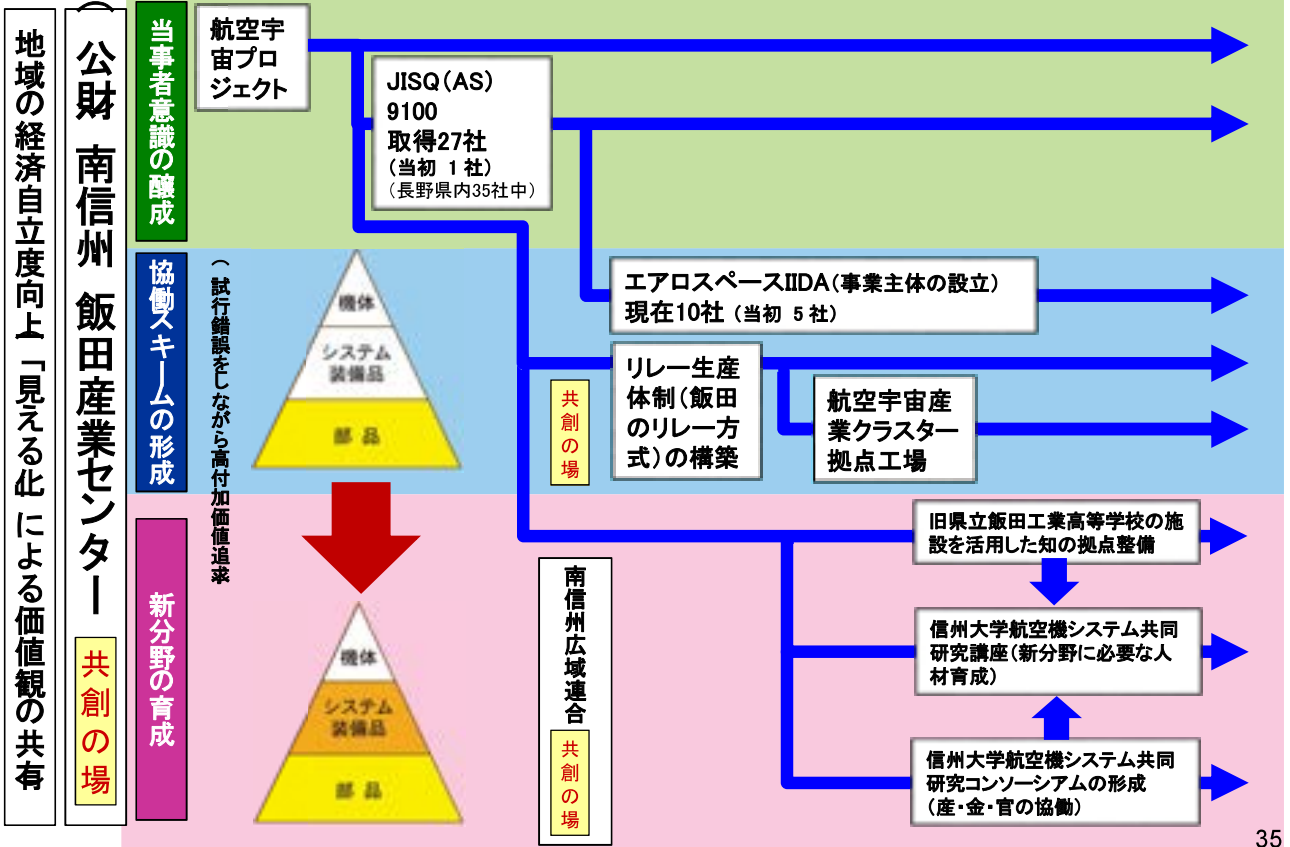 地域の経済自立度向上「見える化」による価値観の共有
(公財 南信州 飯田産業センター
共創の場
当事者意識の醸成
航空宇
宙プロ
ジェクト
JISQ(AS)
9100
取得27社
(当初 1 社)
(長野県内35社中)
協働スキームの形成
(試行錯誤をしながら高付加価値追求
機体
システム
装備品
部品
エアロスペースIIDA(事業主体の設立)
現在10社 (当初 5 社)
共創の場
リレー生産
体制(飯田
のリレー方
式)の構築
航空宇宙産
業クラスター
拠点工場
新分野の育成
機体
システム
装備品
部品
南信州広域連合
共創の場
旧県立飯田工業高等学校の施
設を活用した知の拠点整備
信州大学航空機システム共同
研究講座(新分野に必要な人
材育成)
信州大学航空機システム共同
研究コンソーシアムの形成
(産・金・官の協働)
35